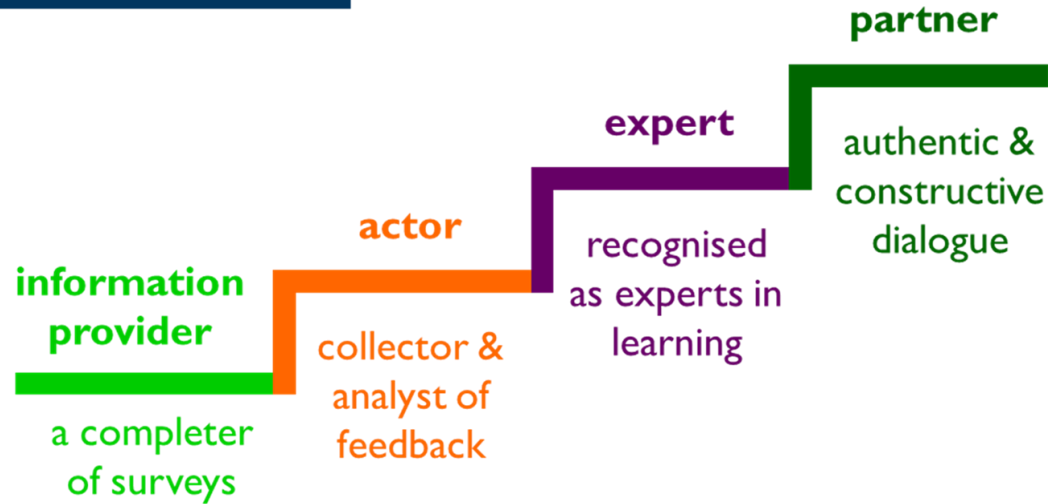 information
provider
a completer
of surveys
actor
collector &
analyst of
feedback
expert
recognised
as experts in
learning
partner
authentic &
constructive
dialogue